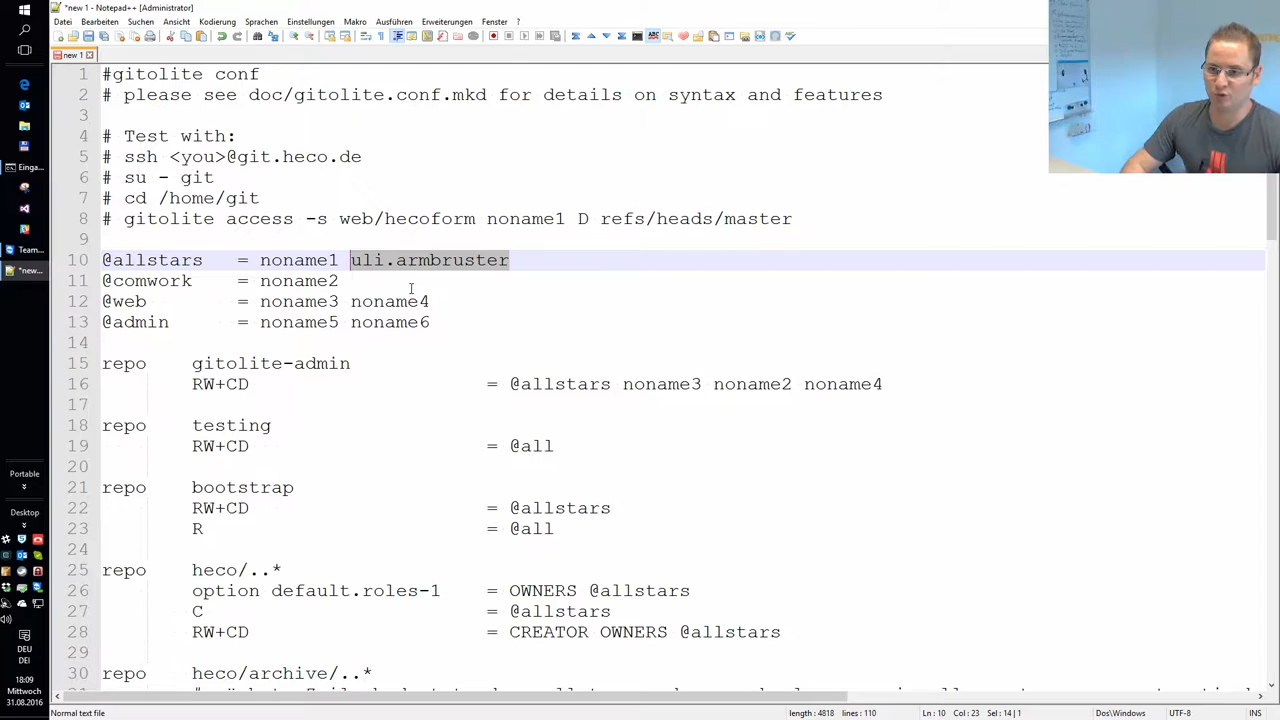 *new 1 - Notepad++ [Administrator]
Datei Bearbeiten Suchen Ansicht Kodierung Sprachen Einstellungen Makro Ausführen Erweiterungen Fenster ?
new 1
1 #gitolite conf
2 # please see doc/gitolite.conf.mkd for details on syntax and features
3
4 # Test with:
5 # ssh <you>@git.heco.de
6 # su - git
7 # cd /home/git
8 # gitolite access -s web/hecoform noname1 D refs/heads/master
9
10 @allstars = noname1 uli.armbruster
11 @comwork = noname2
12 @web = noname3 noname4
13 @admin = noname5 noname6
14
15 repo gitolite-admin
16 RW+CD = @allstars noname3 noname2 noname4
17
18 repo testing
19 RW+CD = @all
20
21 repo bootstrap
22 RW+CD = @allstars
23 R = @all
24
25 repo heco/..*
26 option default.roles-1 = OWNERS @allstars
27 C = @allstars
28 RW+CD = CREATOR OWNERS @allstars
29
30 repo heco/archive/..*
Normal text file
length : 4818 lines : 110
Ln : 10 Col : 23 Sel : 14 | 1
Dos\Windows
UTF-8
INS
Einga...
Team...
*new...
Portable
Desktop
DEU
DEI
18:09
Mittwoch
31.08.2016